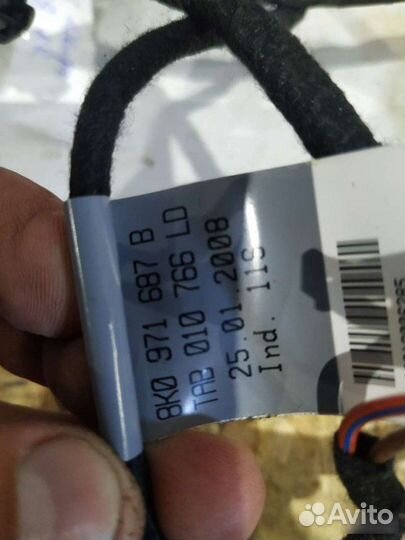 8K0 971 687 B
TAB 010 766 LD
25.01.2008
Ind. 11S
Avito